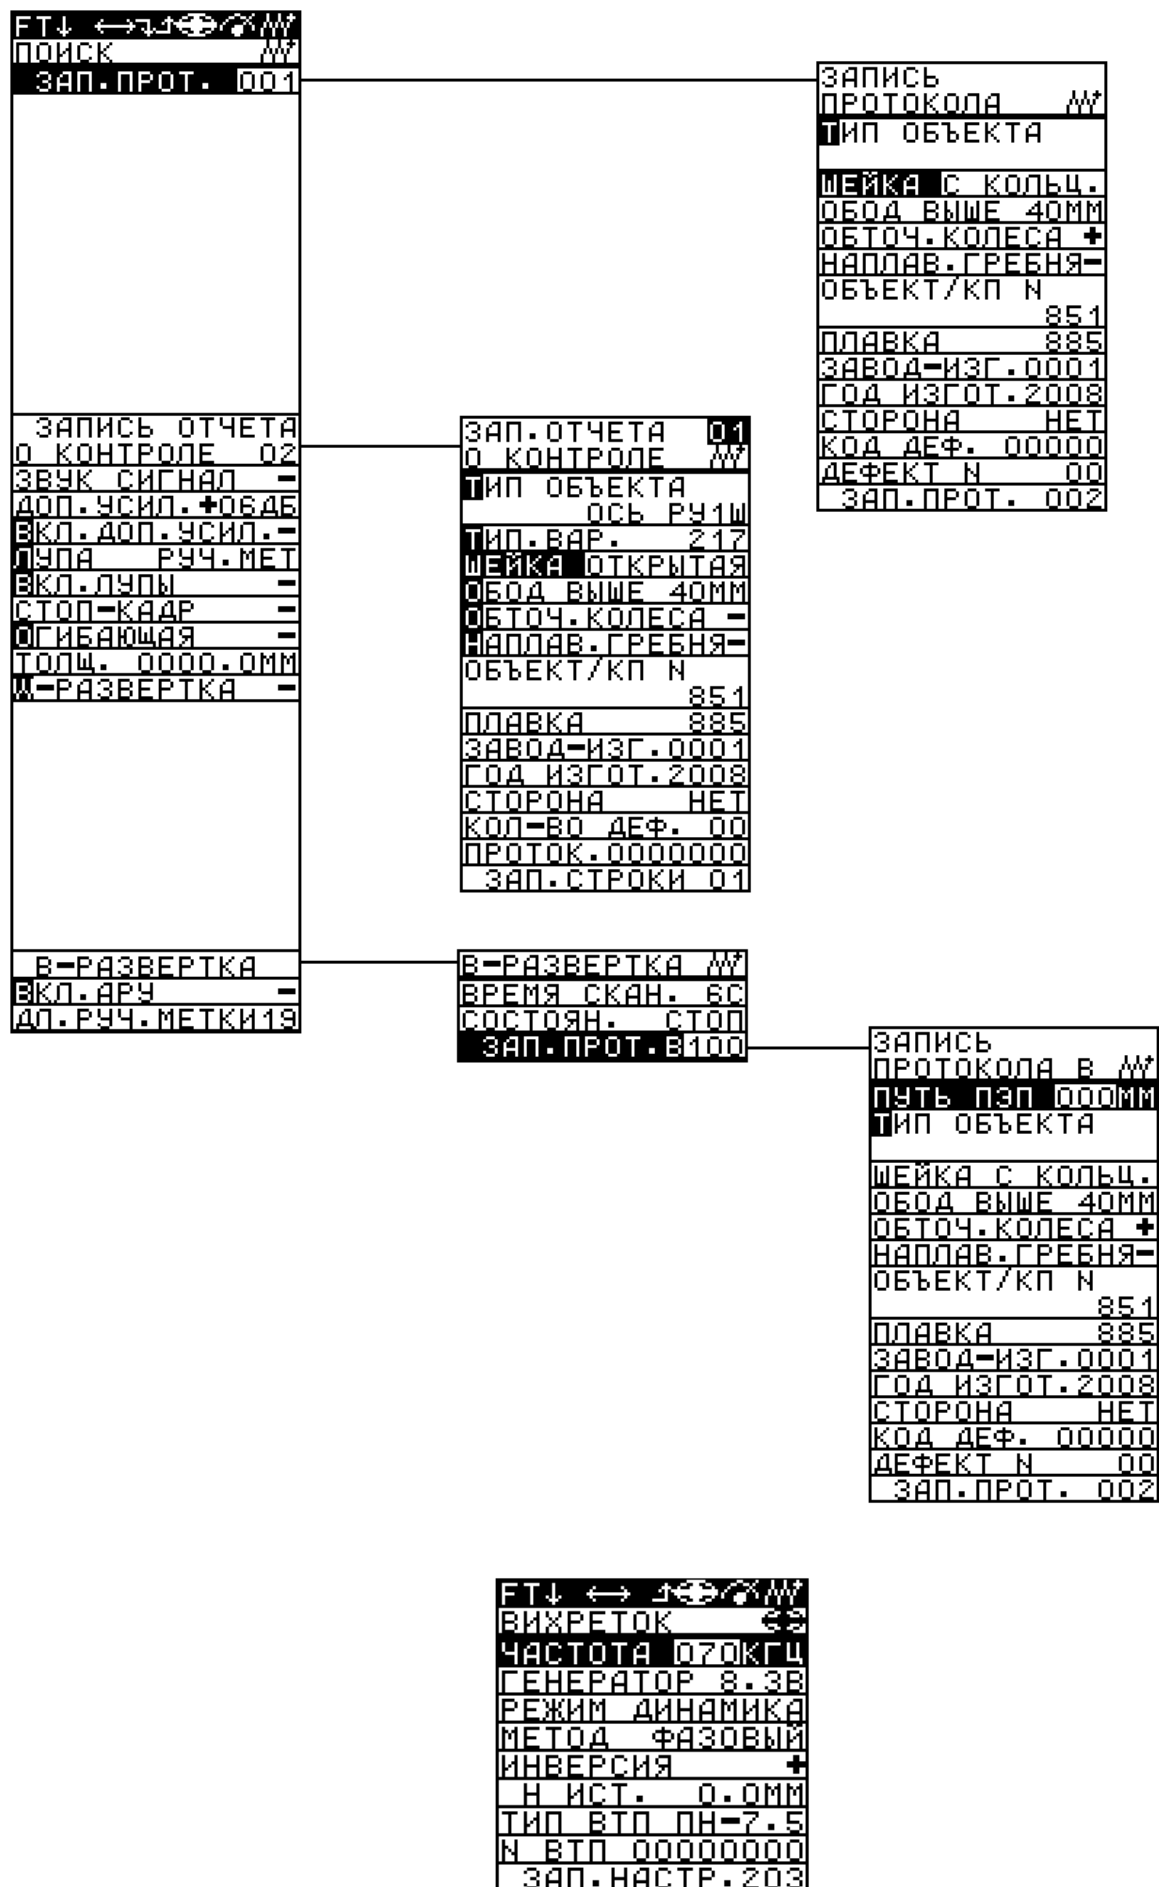 FT↓
ПОИСК
ЗАП.ПРОТ. 001
ЗАПИСЬ ОТЧЕТА
О КОНТРОЛЕ 02
ЗВУК СИГНАЛ -
ДОП.УСИЛ.+06ДБ
ВКЛ.ДОП.УСИЛ.-
ЛУПА РУЧ.МЕТ
ВКЛ.ЛУПЫ -
СТОП-КАДР -
ОГИБАЮЩАЯ -
ТОЛЩ. 0000.0ММ
Ш-РАЗВЕРТКА -
В-РАЗВЕРТКА
ВКЛ.АРУ -
ДЛ.РУЧ.МЕТКИ19
ЗАПИСЬ
ПРОТОКОЛА
ТИП ОБЪЕКТА
ШЕЙКА С КОЛЬЦ.
ОБОД ВЫШЕ 40ММ
ОБТОЧ.КОЛЕСА +
НАПЛАВ.ГРЕБНЯ-
ОБЪЕКТ/КП N
851
ПЛАВКА 885
ЗАВОД-ИЗГ.0001
ГОД ИЗГОТ.2008
СТОРОНА НЕТ
КОД ДЕФ. 00000
ДЕФЕКТ N 00
ЗАП.ПРОТ. 002
ЗАП.ОТЧЕТА 01
О КОНТРОЛЕ
ТИП ОБЪЕКТА
ОСЬ РУ1Ш
ТИП.ВАР. 217
ШЕЙКА ОТКРЫТАЯ
ОБОД ВЫШЕ 40ММ
ОБТОЧ.КОЛЕСА -
НАПЛАВ.ГРЕБНЯ-
ОБЪЕКТ/КП N
851
ПЛАВКА 885
ЗАВОД-ИЗГ.0001
ГОД ИЗГОТ.2008
СТОРОНА НЕТ
КОЛ-ВО ДЕФ. 00
ПРОТОК.0000000
ЗАП.СТРОКИ 01
В-РАЗВЕРТКА
ВРЕМЯ СКАН. 6С
СОСТОЯН. СТОП
ЗАП.ПРОТ.В100
ЗАПИСЬ
ПРОТОКОЛА В
ПУТЬ ПЭП 000ММ
ТИП ОБЪЕКТА
ШЕЙКА С КОЛЬЦ.
ОБОД ВЫШЕ 40ММ
ОБТОЧ.КОЛЕСА +
НАПЛАВ.ГРЕБНЯ-
ОБЪЕКТ/КП N
851
ПЛАВКА 885
ЗАВОД-ИЗГ.0001
ГОД ИЗГОТ.2008
СТОРОНА НЕТ
КОД ДЕФ. 00000
ДЕФЕКТ N 00
ЗАП.ПРОТ. 002
FT↓
ВИХРЕТОК
ЧАСТОТА 070КГЦ
ГЕНЕРАТОР 8.3В
РЕЖИМ ДИНАМИКА
МЕТОД ФАЗОВЫЙ
ИНВЕРСИЯ +
Н ИСТ. 0.0ММ
ТИП ВТП ПН-7.5
N ВТП 00000000
ЗАП.НАСТР.203